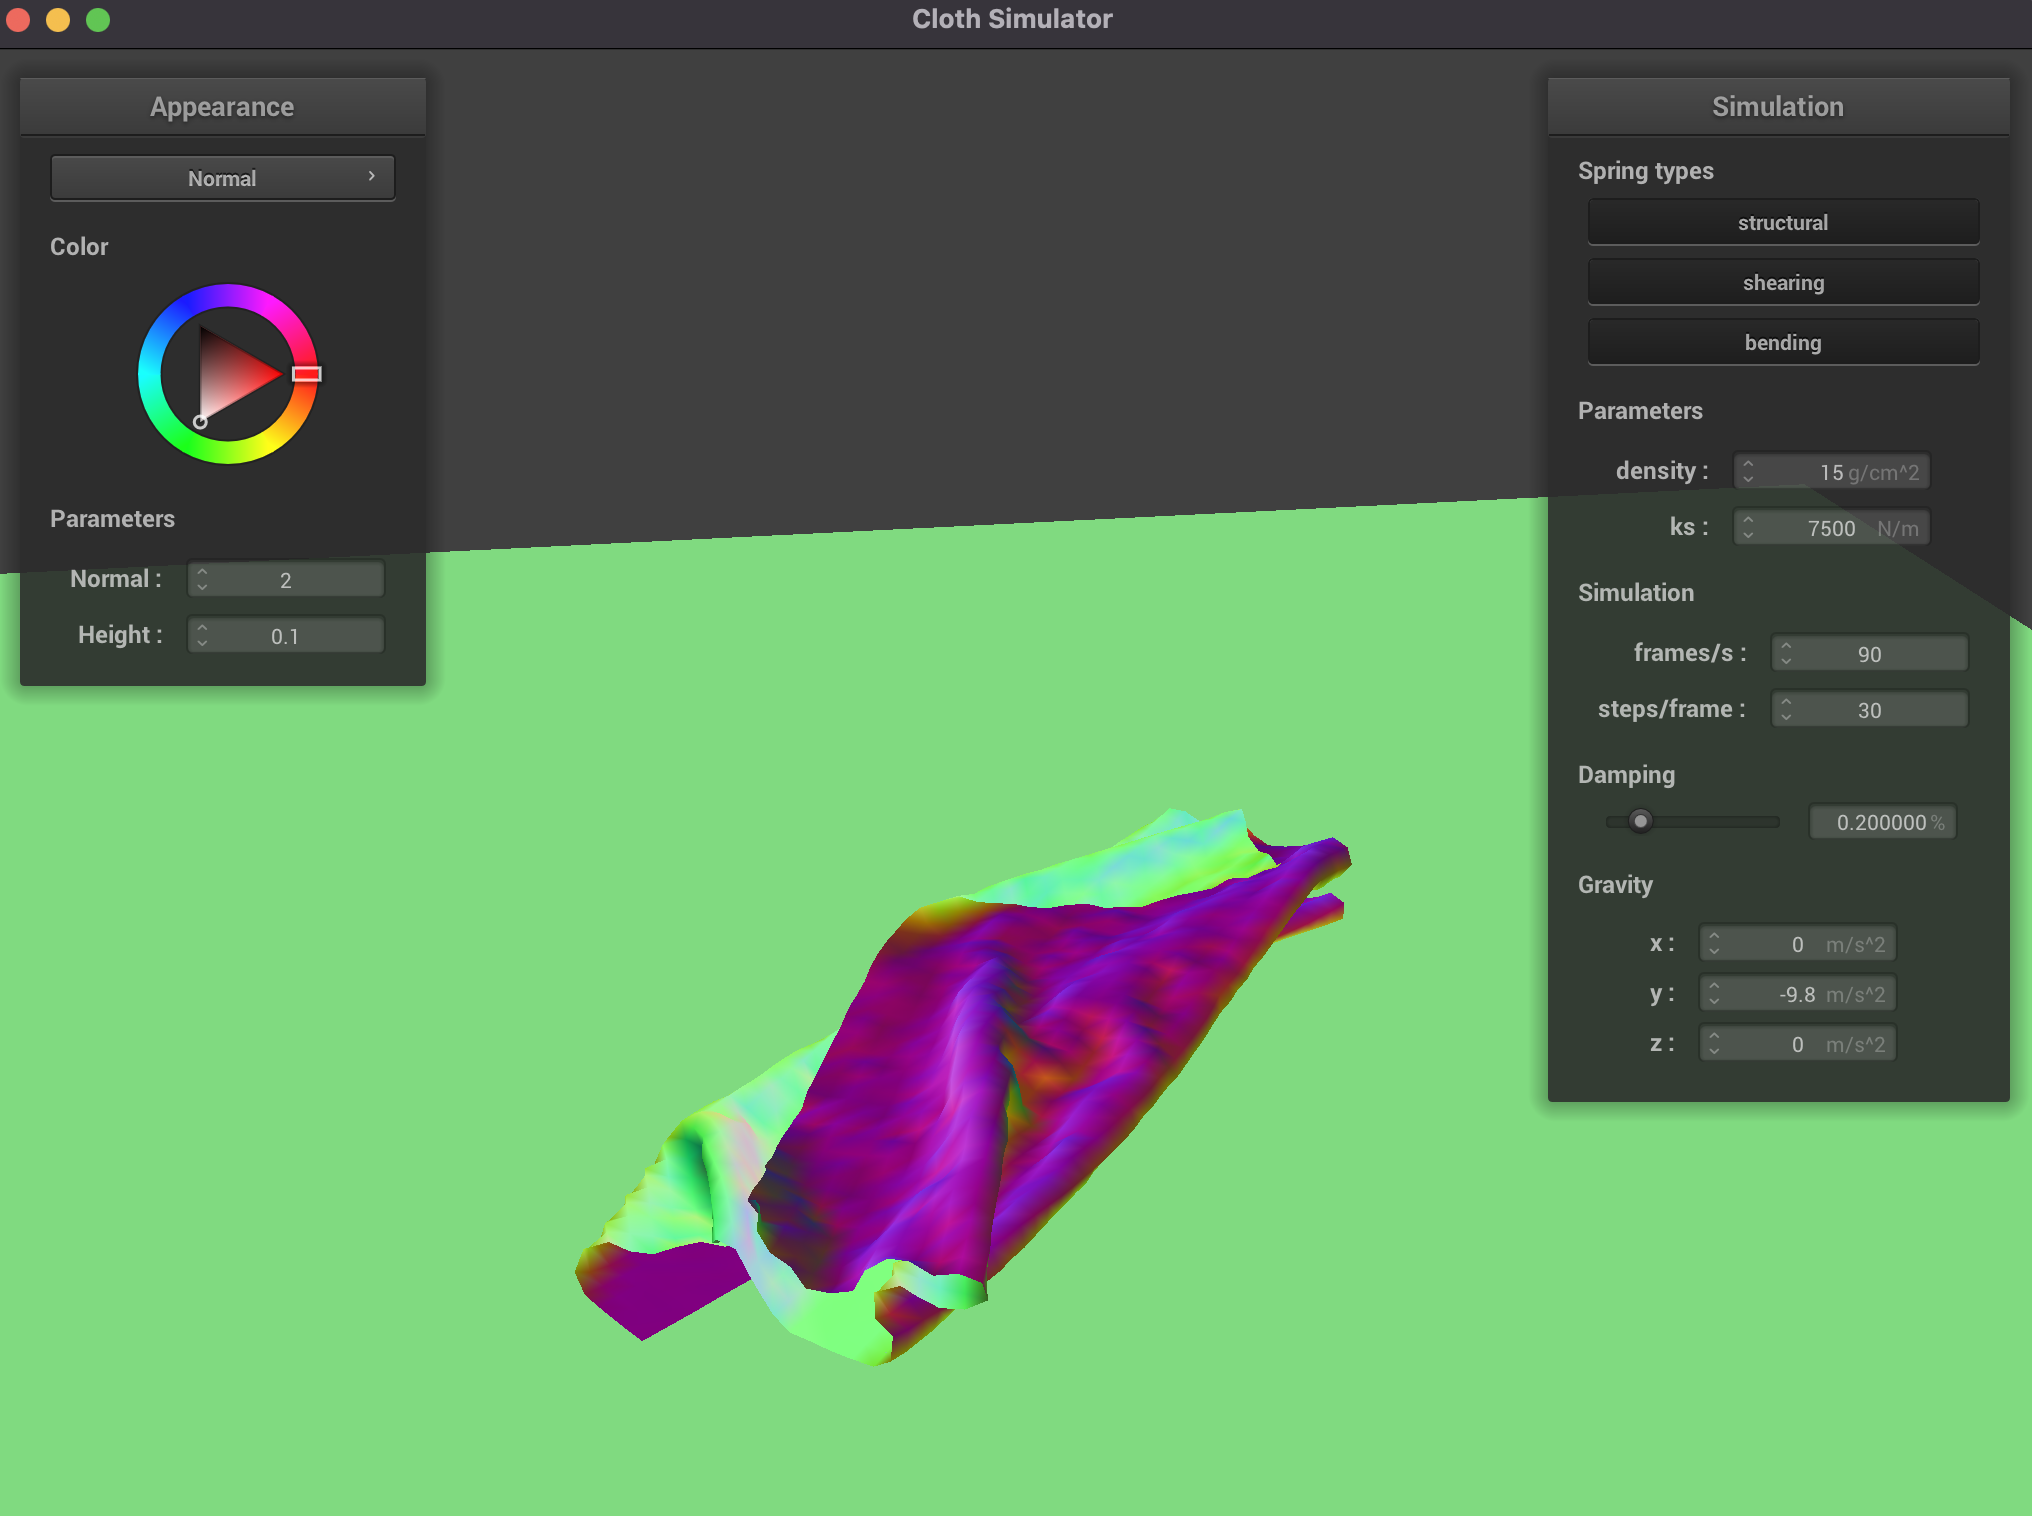 Cloth Simulator
Appearance
Normal
Color
Parameters
Normal : 2
Height : 0.1
Simulation
Spring types
structural
shearing
bending
Parameters
density : 15 g/cm^2
ks : 7500 N/m
Simulation
frames/s : 90
steps/frame : 30
Damping
0.200000 %
Gravity
x : 0 m/s^2
y : -9.8 m/s^2
z : 0 m/s^2